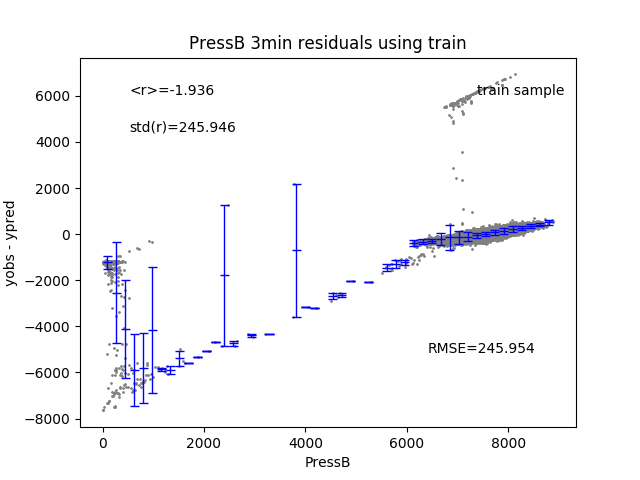 PressB 3min residuals using train
<r>=-1.936
train sample
std(r)=245.946
RMSE=245.954
yobs - ypred
6000
4000
2000
0
−2000
−4000
−6000
−8000
0 2000 4000 6000 8000
PressB